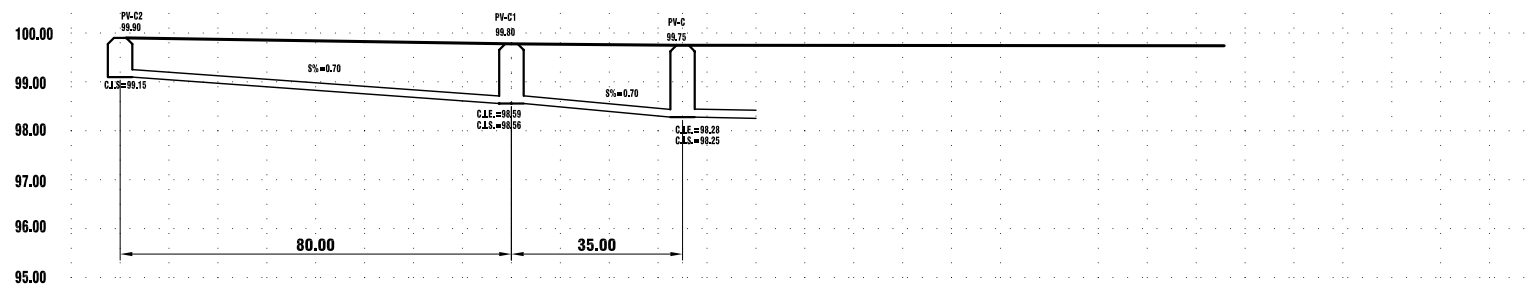 PV-C2
99.90
PV-C1
99.80
PV-C
99.75
100.00
99.00
98.00
97.00
96.00
95.00
S%=0.70
S%=0.70
C.I.S=99.15
C.I.E.=98.59
C.I.S.=98.56
C.I.E.=98.28
C.I.S.=98.25
80.00
35.00